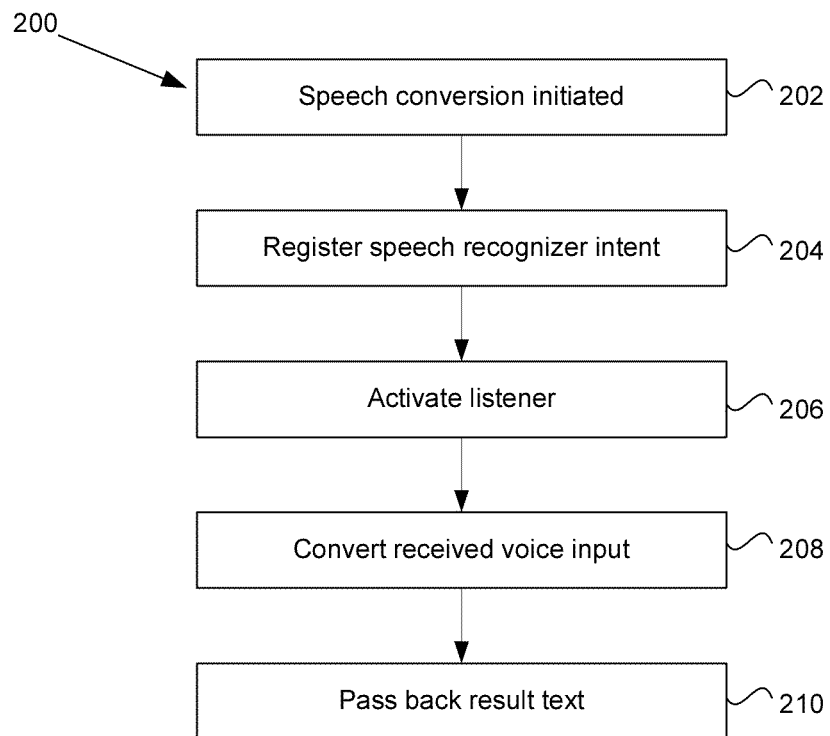 200
Speech conversion initiated
202
Register speech recognizer intent
204
Activate listener
206
Convert received voice input
208
Pass back result text
210